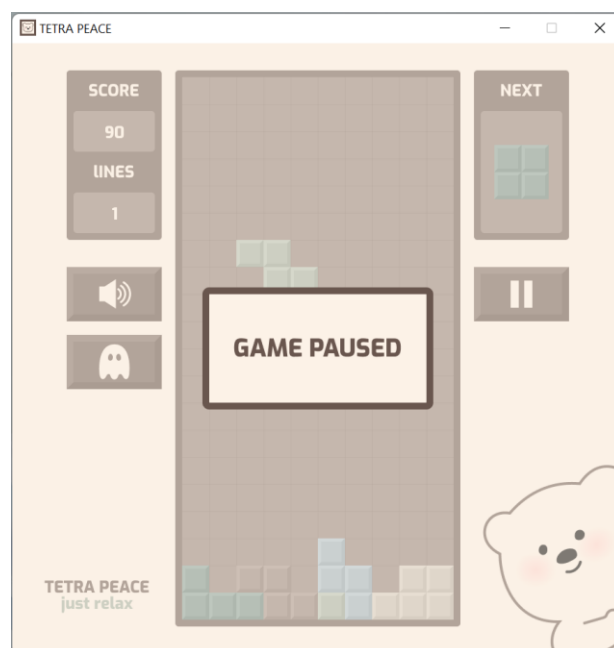 TETRA PEACE
SCORE
90
lINES
1
NEXT
GAME PAUSED
TETRA PEACE
just relax